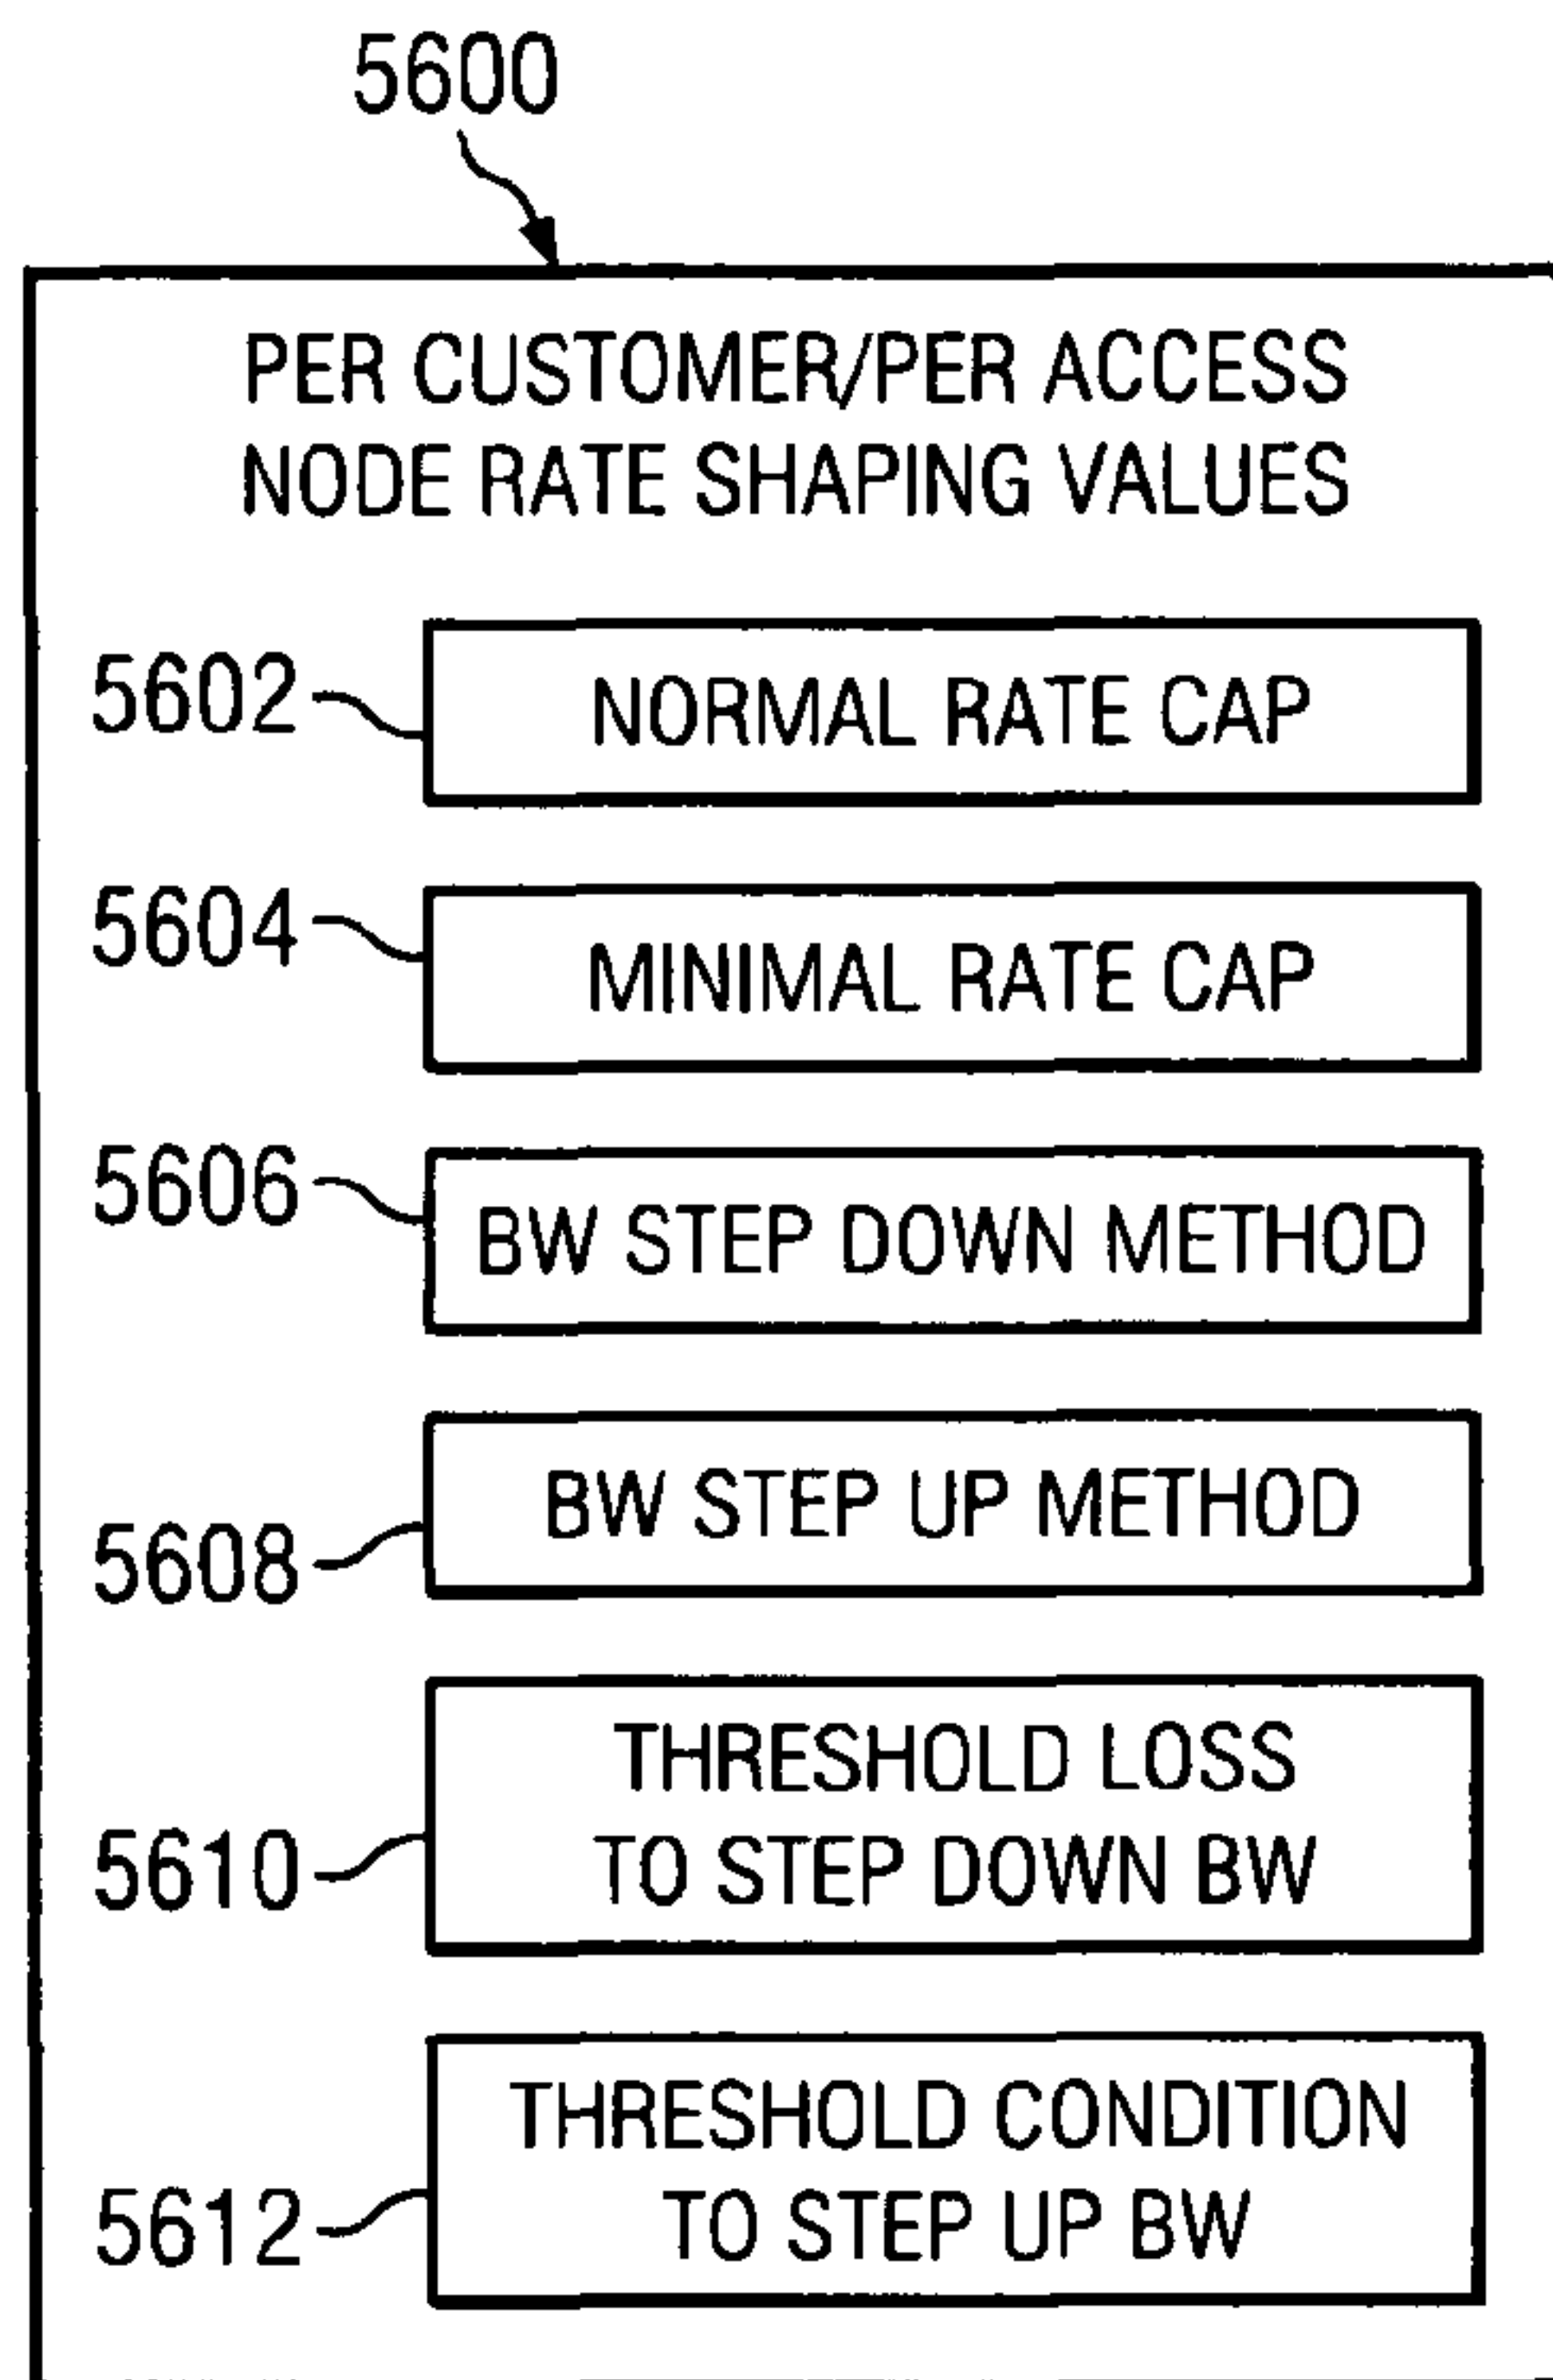 5600
PER CUSTOMER/PER ACCESS
NODE RATE SHAPING VALUES
5602
NORMAL RATE CAP
5604
MINIMAL RATE CAP
5606
BW STEP DOWN METHOD
BW STEP UP METHOD
5608
THRESHOLD LOSS
TO STEP DOWN BW
5610
THRESHOLD CONDITION
TO STEP UP BW
5612